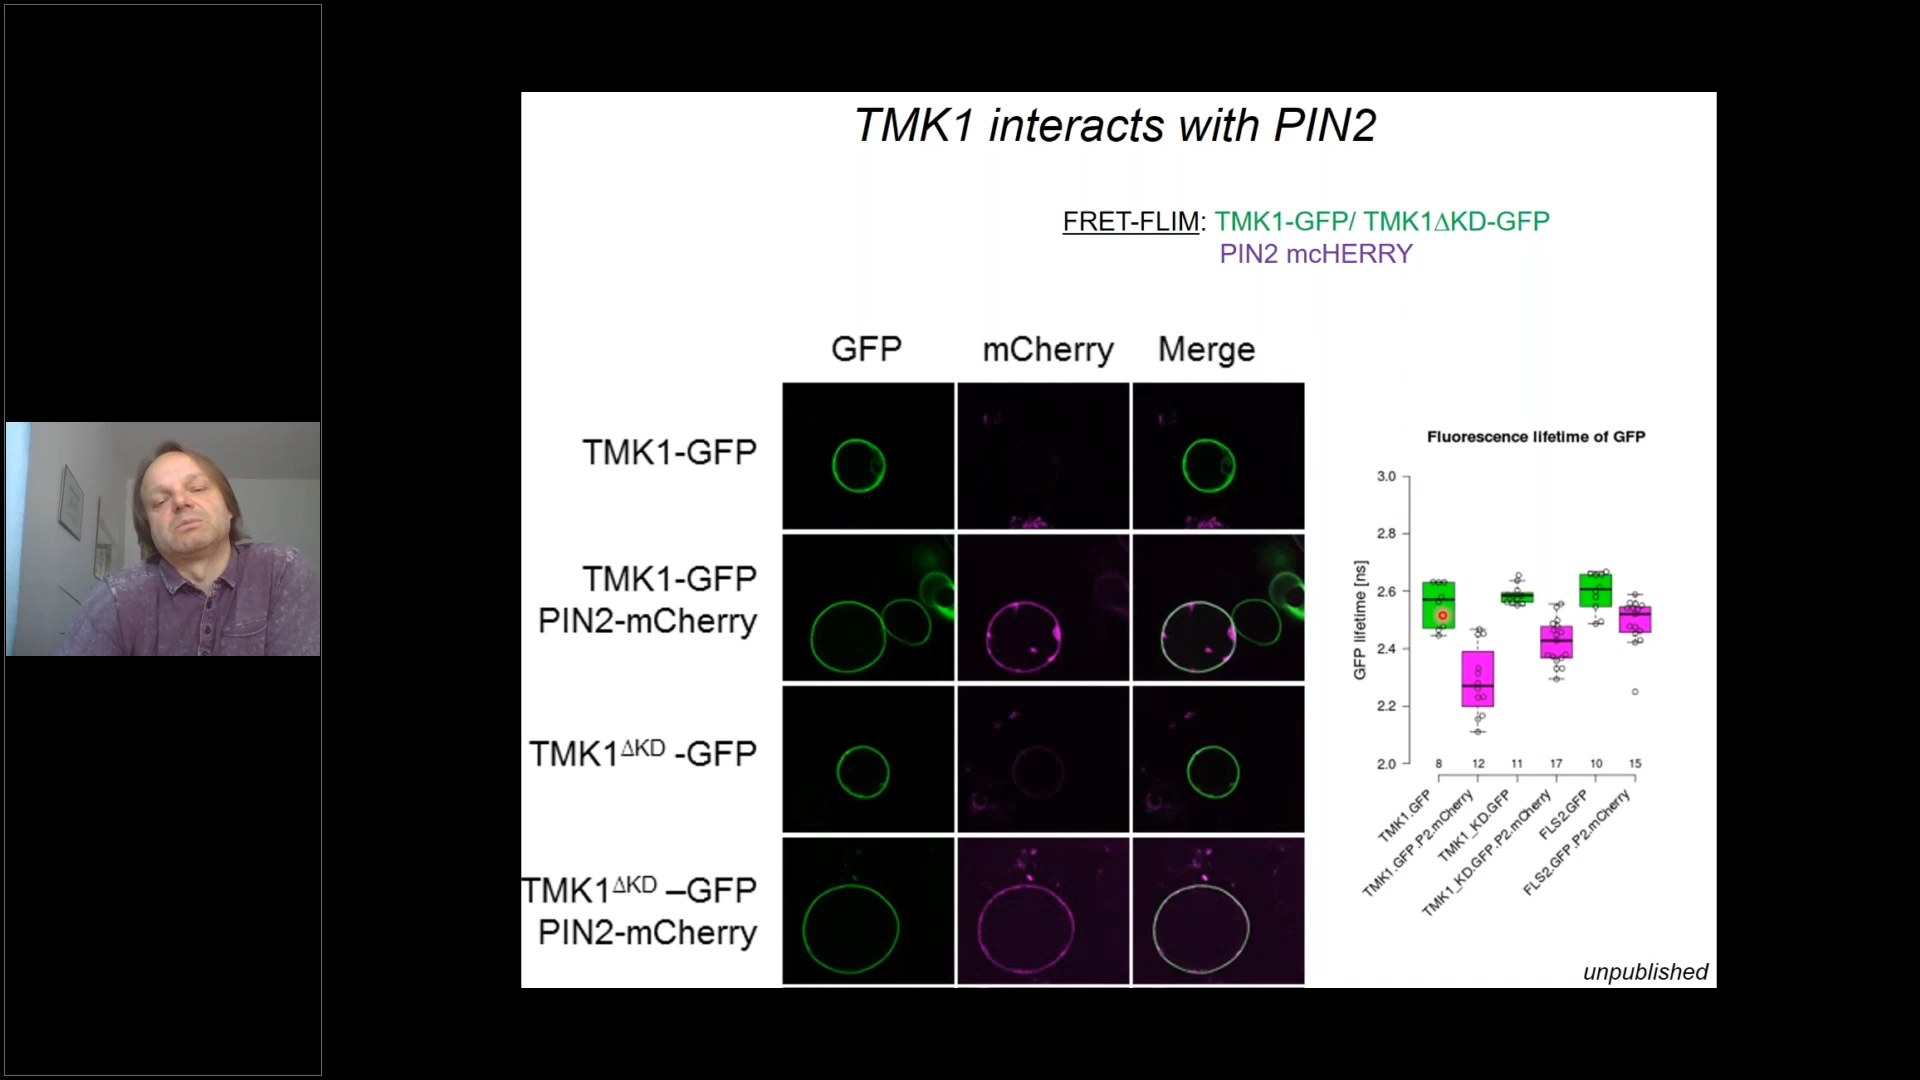 TMK1 interacts with PIN2
FRET-FLIM: TMK1-GFP/ TMK1ΔKD-GFP
PIN2 mcHERRY
GFP mCherry Merge
TMK1-GFP
TMK1-GFP
PIN2-mCherry
TMK1ΔKD -GFP
TMK1ΔKD –GFP
PIN2-mCherry
Fluorescence lifetime of GFP
GFP lifetime [ns]
3.0
2.8
2.6
2.4
2.2
2.0
8 12 11 17 10 15
TMK1.GFP
TMK1.GFP.P2.mCherry
TMK1_KD.GFP
TMK1_KD.GFP.P2.mCherry
FLS2.GFP
FLS2.GFP.P2.mCherry
unpublished